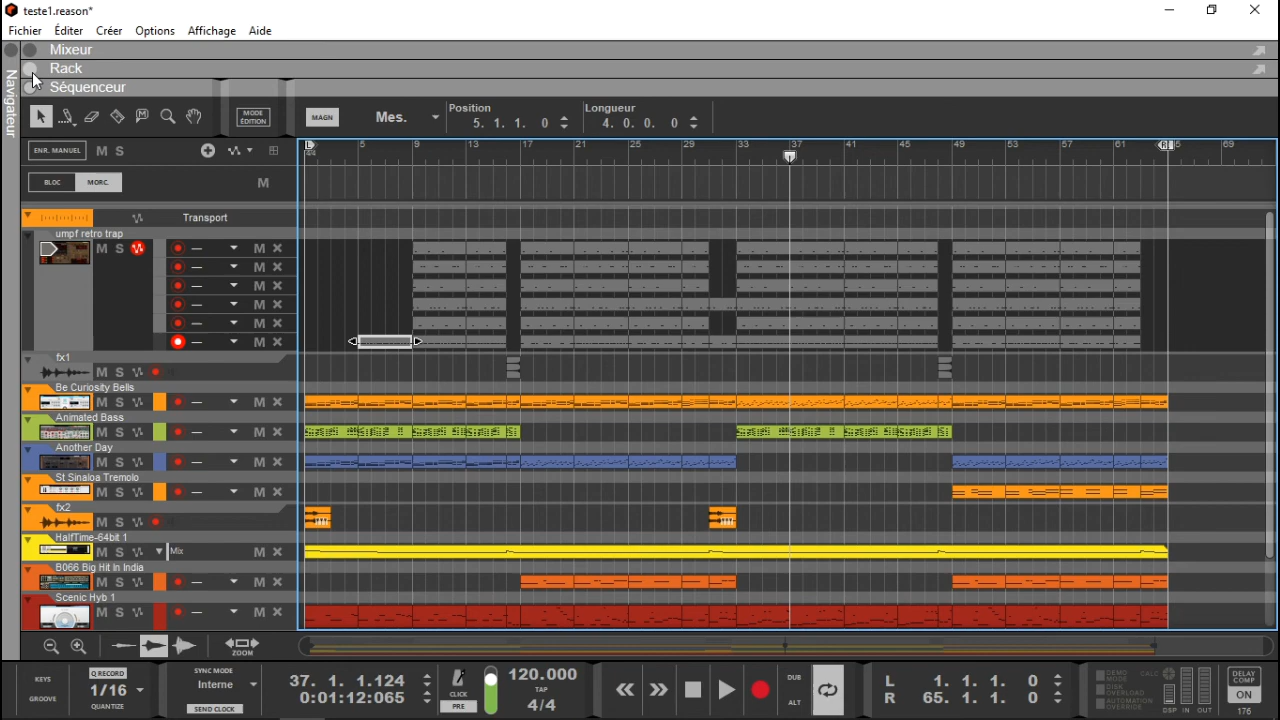 teste1.reason*
Fichier Éditer Créer Options Affichage Aide
Mixeur
Rack
Séquenceur
Navigateur
MODE ÉDITION
MAGN
Mes.
Position
5. 1. 1. 0
Longueur
4. 0. 0. 0
ENR. MANUEL M S
L 5 9 13 17 21 25 29 33 37 41 45 49 53 57 61 R 65 69
BLOC MORC. M
Transport
umpf retro trap
M S M
M
M
M
M
M
fx1
M S
Be Curiosity Bells
M S M
Animated Bass
M S M
Another Day
M S M
St Sinaloa Tremolo
M S M
fx2
M S
HalfTime-64bit 1
M S Mix M
B066 Big Hit In India
M S M
Scenic Hyb 1
M S M
ZOOM
KEYS
GROOVE
Q RECORD
1/16
QUANTIZE
SYNC MODE
Interne
SEND CLOCK
37. 1. 1.124
0:01:12:065
CLICK
PRE
120.000
TAP
4/4
DUB
ALT
L 1. 1. 1. 0
R 65. 1. 1. 0
DEMO MODE
DISK OVERLOAD
AUTOMATION OVERRIDE
CALC
DSP IN OUT
DELAY COMP
ON
176